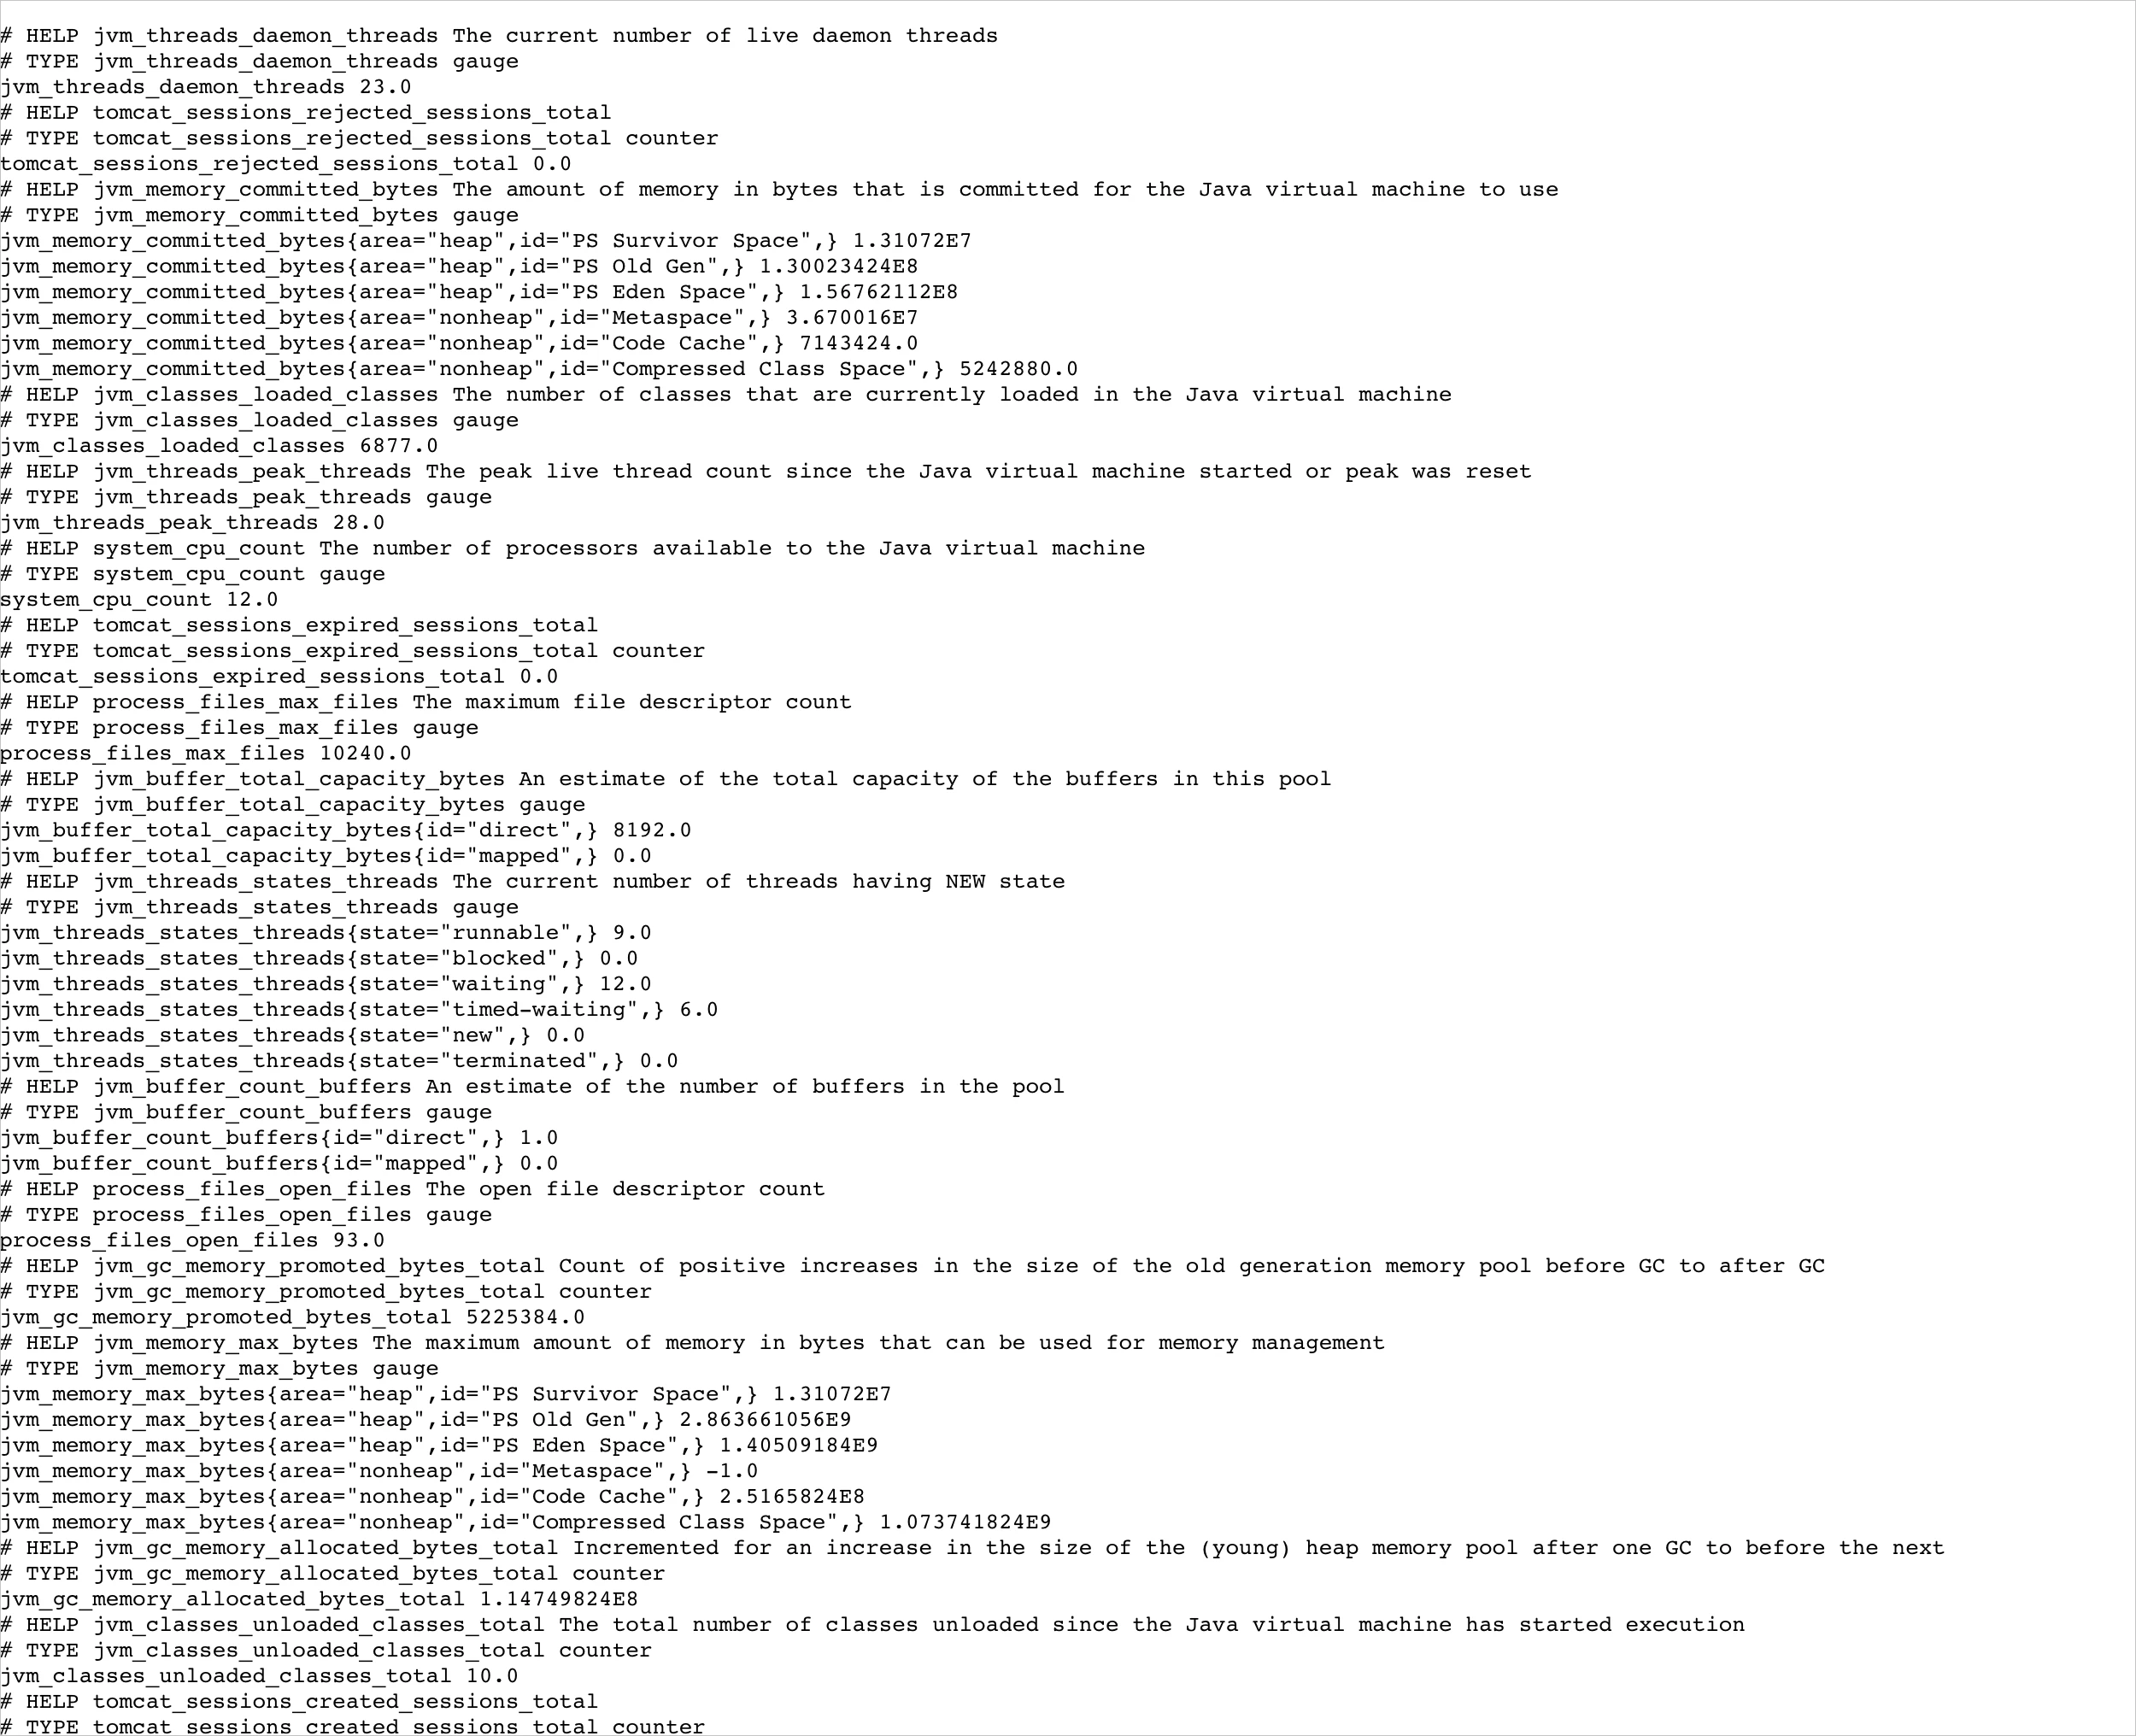 # HELP jvm_threads_daemon_threads The current number of live daemon threads
# TYPE jvm_threads_daemon_threads gauge
jvm_threads_daemon_threads 23.0
# HELP tomcat_sessions_rejected_sessions_total
# TYPE tomcat_sessions_rejected_sessions_total counter
tomcat_sessions_rejected_sessions_total 0.0
# HELP jvm_memory_committed_bytes The amount of memory in bytes that is committed for the Java virtual machine to use
# TYPE jvm_memory_committed_bytes gauge
jvm_memory_committed_bytes{area="heap",id="PS Survivor Space",} 1.31072E7
jvm_memory_committed_bytes{area="heap",id="PS Old Gen",} 1.30023424E8
jvm_memory_committed_bytes{area="heap",id="PS Eden Space",} 1.56762112E8
jvm_memory_committed_bytes{area="nonheap",id="Metaspace",} 3.670016E7
jvm_memory_committed_bytes{area="nonheap",id="Code Cache",} 7143424.0
jvm_memory_committed_bytes{area="nonheap",id="Compressed Class Space",} 5242880.0
# HELP jvm_classes_loaded_classes The number of classes that are currently loaded in the Java virtual machine
# TYPE jvm_classes_loaded_classes gauge
jvm_classes_loaded_classes 6877.0
# HELP jvm_threads_peak_threads The peak live thread count since the Java virtual machine started or peak was reset
# TYPE jvm_threads_peak_threads gauge
jvm_threads_peak_threads 28.0
# HELP system_cpu_count The number of processors available to the Java virtual machine
# TYPE system_cpu_count gauge
system_cpu_count 12.0
# HELP tomcat_sessions_expired_sessions_total
# TYPE tomcat_sessions_expired_sessions_total counter
tomcat_sessions_expired_sessions_total 0.0
# HELP process_files_max_files The maximum file descriptor count
# TYPE process_files_max_files gauge
process_files_max_files 10240.0
# HELP jvm_buffer_total_capacity_bytes An estimate of the total capacity of the buffers in this pool
# TYPE jvm_buffer_total_capacity_bytes gauge
jvm_buffer_total_capacity_bytes{id="direct",} 8192.0
jvm_buffer_total_capacity_bytes{id="mapped",} 0.0
# HELP jvm_threads_states_threads The current number of threads having NEW state
# TYPE jvm_threads_states_threads gauge
jvm_threads_states_threads{state="runnable",} 9.0
jvm_threads_states_threads{state="blocked",} 0.0
jvm_threads_states_threads{state="waiting",} 12.0
jvm_threads_states_threads{state="timed-waiting",} 6.0
jvm_threads_states_threads{state="new",} 0.0
jvm_threads_states_threads{state="terminated",} 0.0
# HELP jvm_buffer_count_buffers An estimate of the number of buffers in the pool
# TYPE jvm_buffer_count_buffers gauge
jvm_buffer_count_buffers{id="direct",} 1.0
jvm_buffer_count_buffers{id="mapped",} 0.0
# HELP process_files_open_files The open file descriptor count
# TYPE process_files_open_files gauge
process_files_open_files 93.0
# HELP jvm_gc_memory_promoted_bytes_total Count of positive increases in the size of the old generation memory pool before GC to after GC
# TYPE jvm_gc_memory_promoted_bytes_total counter
jvm_gc_memory_promoted_bytes_total 5225384.0
# HELP jvm_memory_max_bytes The maximum amount of memory in bytes that can be used for memory management
# TYPE jvm_memory_max_bytes gauge
jvm_memory_max_bytes{area="heap",id="PS Survivor Space",} 1.31072E7
jvm_memory_max_bytes{area="heap",id="PS Old Gen",} 2.863661056E9
jvm_memory_max_bytes{area="heap",id="PS Eden Space",} 1.40509184E9
jvm_memory_max_bytes{area="nonheap",id="Metaspace",} -1.0
jvm_memory_max_bytes{area="nonheap",id="Code Cache",} 2.5165824E8
jvm_memory_max_bytes{area="nonheap",id="Compressed Class Space",} 1.073741824E9
# HELP jvm_gc_memory_allocated_bytes_total Incremented for an increase in the size of the (young) heap memory pool after one GC to before the next
# TYPE jvm_gc_memory_allocated_bytes_total counter
jvm_gc_memory_allocated_bytes_total 1.14749824E8
# HELP jvm_classes_unloaded_classes_total The total number of classes unloaded since the Java virtual machine has started execution
# TYPE jvm_classes_unloaded_classes_total counter
jvm_classes_unloaded_classes_total 10.0
# HELP tomcat_sessions_created_sessions_total
# TYPE tomcat_sessions_created_sessions_total counter